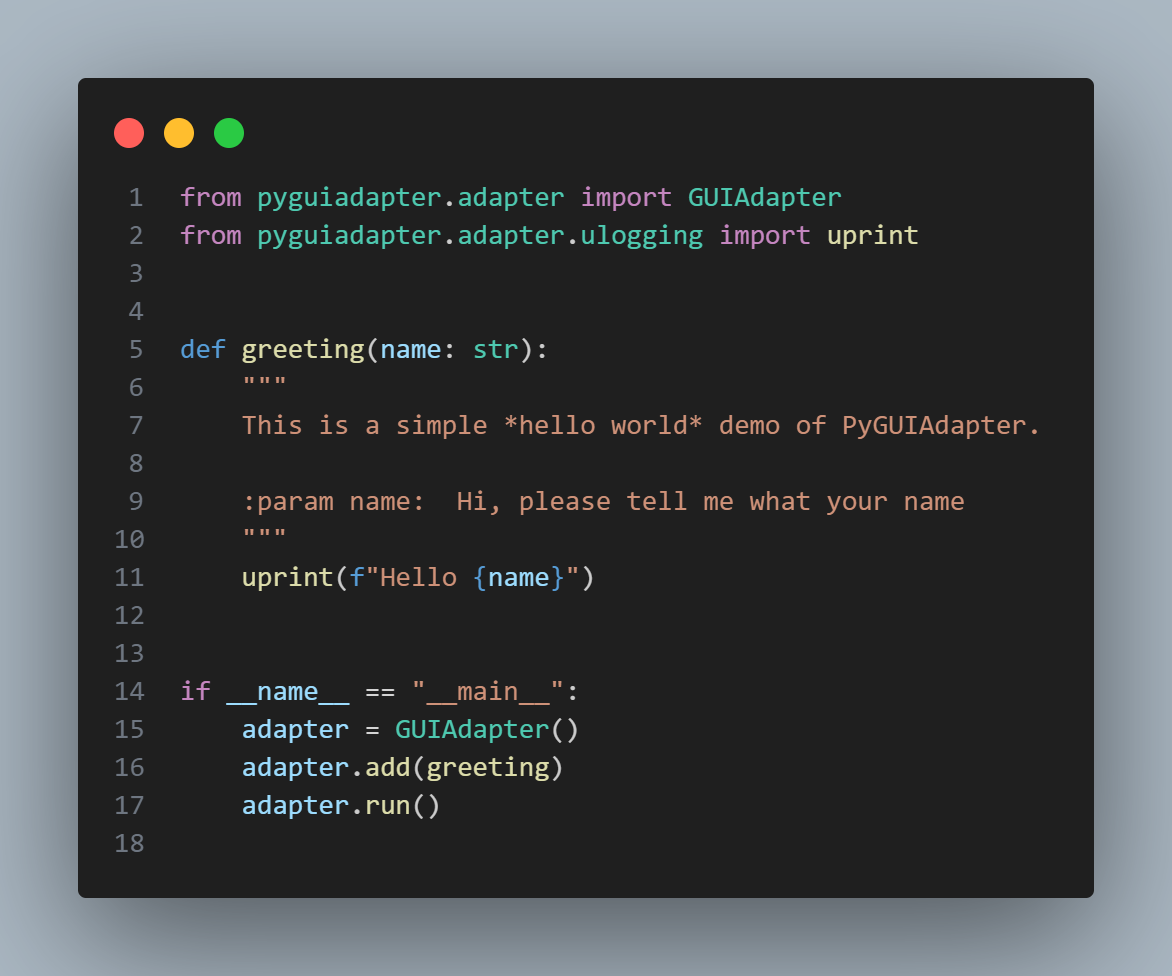 1 from pyguiadapter.adapter import GUIAdapter
2 from pyguiadapter.adapter.ulogging import uprint
3
4
5 def greeting(name: str):
6     """
7     This is a simple *hello world* demo of PyGUIAdapter.
8
9     :param name:  Hi, please tell me what your name
10     """
11     uprint(f"Hello {name}")
12
13
14 if __name__ == "__main__":
15     adapter = GUIAdapter()
16     adapter.add(greeting)
17     adapter.run()
18